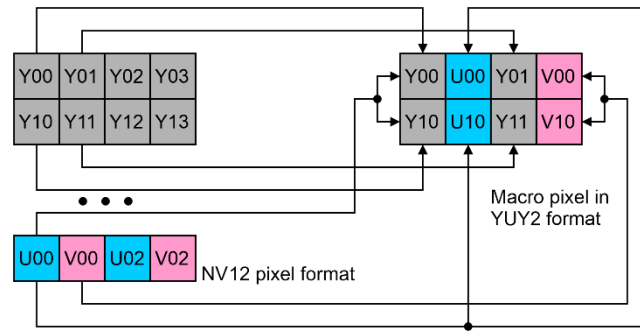 Y00 Y01 Y02 Y03
Y10 Y11 Y12 Y13
Y00 U00 Y01 V00
Y10 U10 Y11 V10
Macro pixel in
YUY2 format
U00 V00 U02 V02
NV12 pixel format